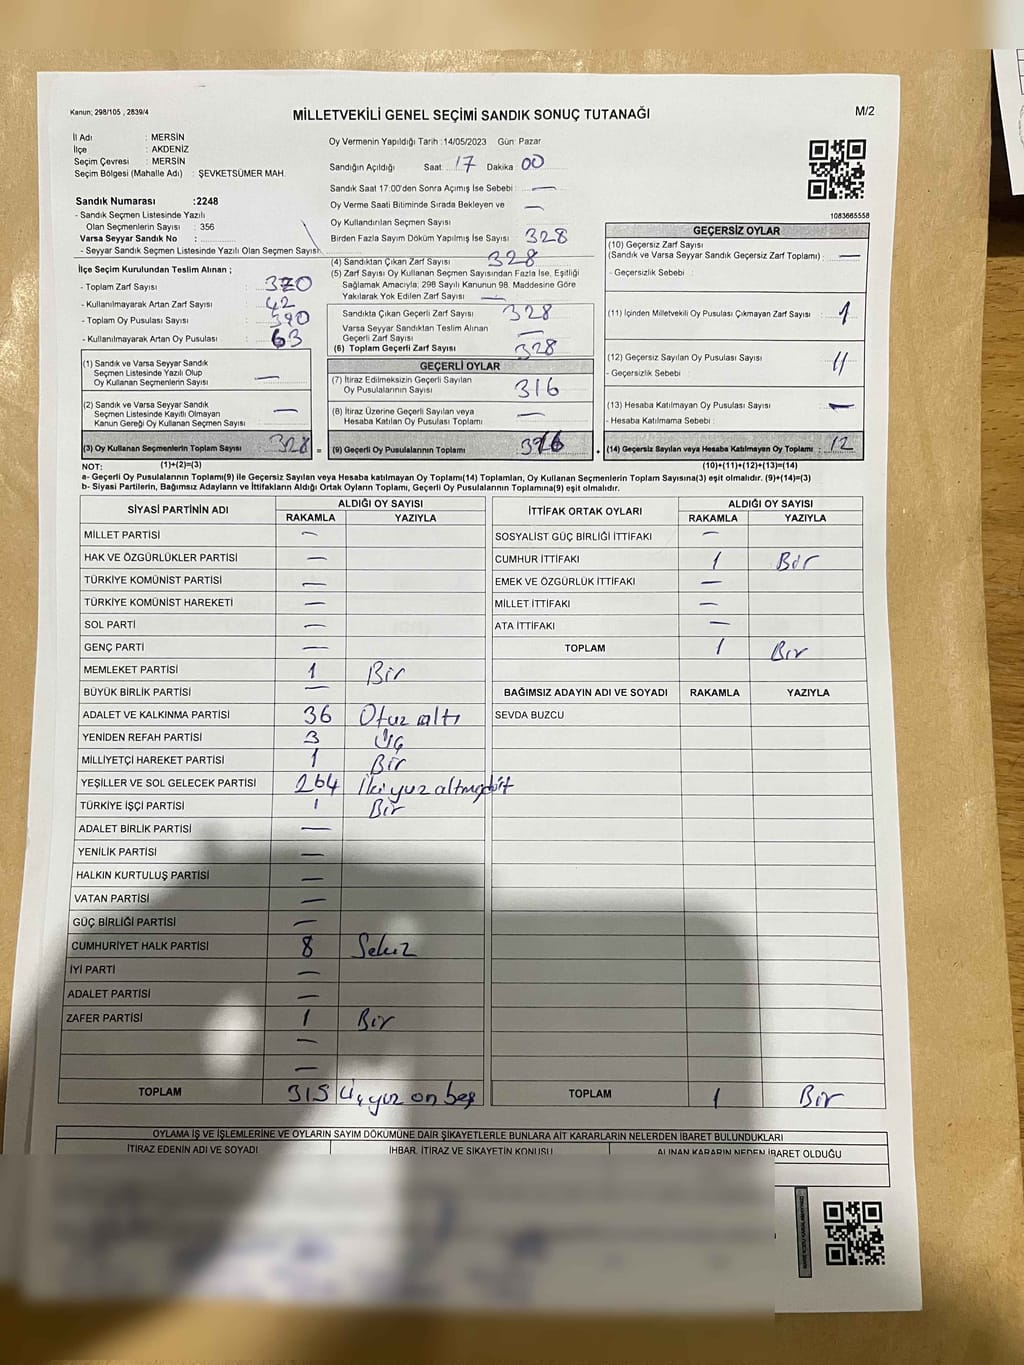 Kanun; 298/105 , 2839/4
MİLLETVEKİLİ GENEL SEÇİMİ SANDIK SONUÇ TUTANAĞI
M/2
İl Adı : MERSİN
İlçe : AKDENİZ
Seçim Çevresi : MERSİN
Seçim Bölgesi (Mahalle Adı) : ŞEVKETSÜMER MAH.
Oy Vermenin Yapıldığı Tarih :14/05/2023 Gün: Pazar
Sandığın Açıldığı Saat: 17 Dakika 00
Sandık Saat 17:00'den Sonra Açımış İse Sebebi : —
Oy Verme Saati Bitiminde Sırada Bekleyen ve
Oy Kullandırılan Seçmen Sayısı —
Birden Fazla Sayım Döküm Yapılmış İse Sayısı 328
Sandık Numarası :2248
- Sandık Seçmen Listesinde Yazılı
Olan Seçmenlerin Sayısı : 356
Varsa Seyyar Sandık No :
- Seyyar Sandık Seçmen Listesinde Yazılı Olan Seçmen Sayısı
İlçe Seçim Kurulundan Teslim Alınan ;
- Toplam Zarf Sayısı : 370
- Kullanılmayarak Artan Zarf Sayısı : 42
- Toplam Oy Pusulası Sayısı : 390
- Kullanılmayarak Artan Oy Pusulası : 63
(1) Sandık ve Varsa Seyyar Sandık
Seçmen Listesinde Yazılı Olup
Oy Kullanan Seçmenlerin Sayısı —
(2) Sandık ve Varsa Seyyar Sandık
Seçmen Listesinde Kayıtlı Olmayan
Kanun Gereği Oy Kullanan Seçmen Sayısı —
(3) Oy Kullanan Seçmenlerin Toplam Sayısı 328
(1)+(2)=(3)
(4) Sandıktan Çıkan Zarf Sayısı 328
(5) Zarf Sayısı Oy Kullanan Seçmen Sayısından Fazla İse, Eşitliği
Sağlamak Amacıyla; 298 Sayılı Kanunun 98. Maddesine Göre
Yakılarak Yok Edilen Zarf Sayısı —
Sandıkta Çıkan Geçerli Zarf Sayısı 328
Varsa Seyyar Sandıktan Teslim Alınan
Geçerli Zarf Sayısı —
(6) Toplam Geçerli Zarf Sayısı 328
GEÇERLİ OYLAR
(7) İtiraz Edilmeksizin Geçerli Sayılan
Oy Pusulalarının Sayısı 316
(8) İtiraz Üzerine Geçerli Sayılan veya
Hesaba Katılan Oy Pusulası Toplamı —
= (9) Geçerli Oy Pusulalarının Toplamı 316
1083665558
GEÇERSİZ OYLAR
(10) Geçersiz Zarf Sayısı
(Sandık ve Varsa Seyyar Sandık Geçersiz Zarf Toplamı) : —
- Geçersizlik Sebebi :
(11) İçinden Milletvekili Oy Pusulası Çıkmayan Zarf Sayısı : 1
(12) Geçersiz Sayılan Oy Pusulası Sayısı 11
- Geçersizlik Sebebi :
(13) Hesaba Katılmayan Oy Pusulası Sayısı —
- Hesaba Katılmama Sebebi :
+ (14) Geçersiz Sayılan veya Hesaba Katılmayan Oy Toplamı : 12
(10)+(11)+(12)+(13)=(14)
NOT:
a- Geçerli Oy Pusulasının Toplamı(9) ile Geçersiz Sayılan veya Hesaba katılmayan Oy Toplamı(14) Toplamları, Oy Kullanan Seçmenlerin Toplam Sayısına(3) eşit olmalıdır. (9)+(14)=(3)
b- Siyasi Partilerin, Bağımsız Adayların ve İttifakların Aldığı Ortak Oyların Toplamı, Geçerli Oy Pusulalarının Toplamına(9) eşit olmalıdır.
SİYASİ PARTİNİN ADI ALDIĞI OY SAYISI
RAKAMLA YAZIYLA
MİLLET PARTİSİ —
HAK VE ÖZGÜRLÜKLER PARTİSİ —
TÜRKİYE KOMÜNİST PARTİSİ —
TÜRKİYE KOMÜNİST HAREKETİ —
SOL PARTİ —
GENÇ PARTİ —
MEMLEKET PARTİSİ 1 Bir
BÜYÜK BİRLİK PARTİSİ —
ADALET VE KALKINMA PARTİSİ 36 Otuz altı
YENİDEN REFAH PARTİSİ 3 Üç
MİLLİYETÇİ HAREKET PARTİSİ 1 Bir
YEŞİLLER VE SOL GELECEK PARTİSİ 264 İki yüz altmışdört
TÜRKİYE İŞÇİ PARTİSİ 1 Bir
ADALET BİRLİK PARTİSİ —
YENİLİK PARTİSİ —
HALKIN KURTULUŞ PARTİSİ —
VATAN PARTİSİ —
GÜÇ BİRLİĞİ PARTİSİ —
CUMHURİYET HALK PARTİSİ 8 Sekiz
İYİ PARTİ —
ADALET PARTİSİ —
ZAFER PARTİSİ 1 Bir
—
—
TOPLAM 315 Üç yüz on beş
İTTİFAK ORTAK OYLARI ALDIĞI OY SAYISI
RAKAMLA YAZIYLA
SOSYALİST GÜÇ BİRLİĞİ İTTİFAKI —
CUMHUR İTTİFAKI 1 Bir
EMEK VE ÖZGÜRLÜK İTTİFAKI —
MİLLET İTTİFAKI —
ATA İTTİFAKI —
TOPLAM 1 Bir
BAĞIMSIZ ADAYIN ADI VE SOYADI RAKAMLA YAZIYLA
SEVDA BUZCU
TOPLAM 1 Bir
OYLAMA İŞ VE İŞLEMLERİNE VE OYLARIN SAYIM DÖKÜMÜNE DAİR ŞİKAYETLERLE BUNLARA AİT KARARLARIN NELERDEN İBARET BULUNDUKLARI
İTİRAZ EDENİN ADI VE SOYADI İHBAR, İTİRAZ VE ŞİKAYETİN KONUSU ALINAN KARARIN NEDEN İBARET OLDUĞU